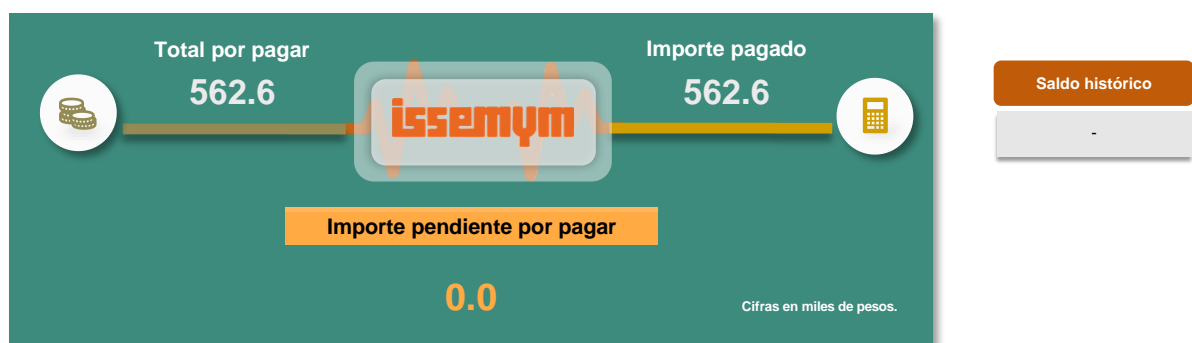 Total por pagar
562.6
issemym
Importe pagado
562.6
Importe pendiente por pagar
0.0
Cifras en miles de pesos.
Saldo histórico
-